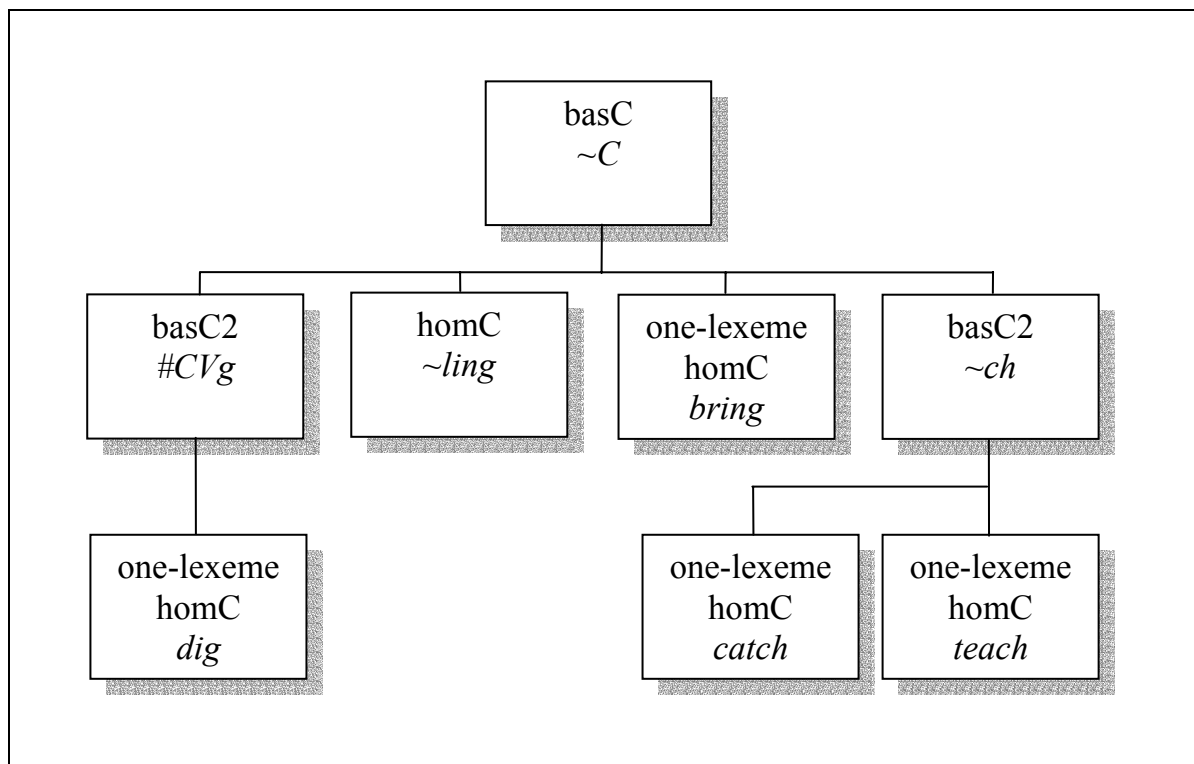 basC
~C
basC2
#CVg
homC
~ling
one-lexeme
homC
bring
basC2
~ch
one-lexeme
homC
dig
one-lexeme
homC
catch
one-lexeme
homC
teach